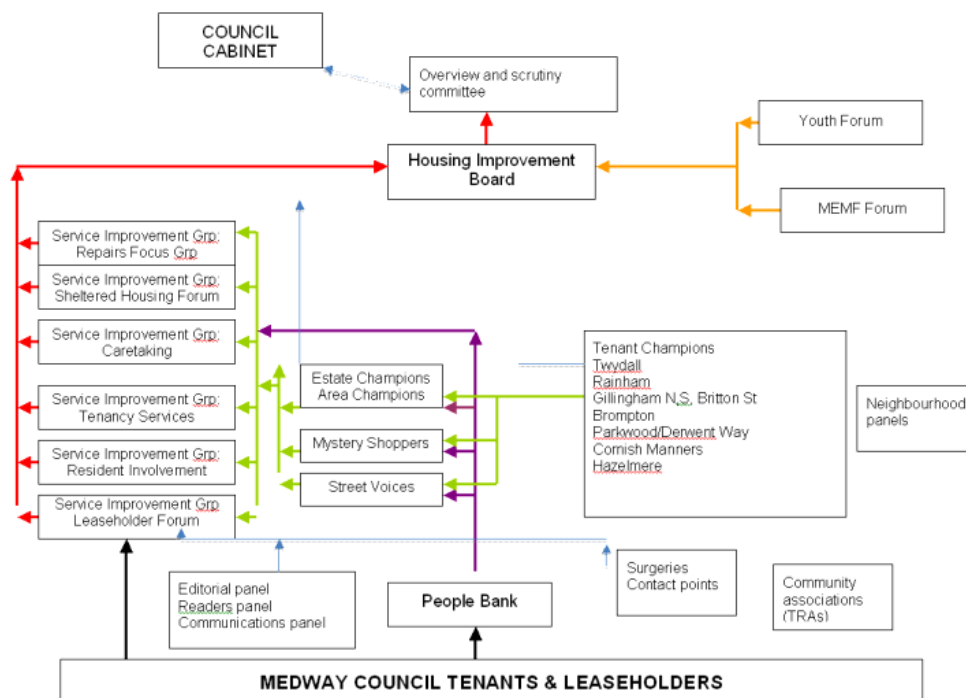 COUNCIL
CABINET
Overview and scrutiny
committee
Youth Forum
Housing Improvement
Board
MEMF Forum
Service Improvement Grp:
Repairs Focus Grp
Service Improvement Grp:
Sheltered Housing Forum
Service Improvement Grp:
Caretaking
Service Improvement Grp:
Tenancy Services
Service Improvement Grp:
Resident Involvement
Service Improvement Grp
Leaseholder Forum
Estate Champions
Area Champions
Mystery Shoppers
Street Voices
Tenant Champions
Twydall
Rainham
Gillingham N,S, Britton St
Brompton
Parkwood/Derwent Way
Cornish Manners
Hazelmere
Neighbourhood
panels
Editorial panel
Readers panel
Communications panel
People Bank
Surgeries
Contact points
Community
associations
(TRAs)
MEDWAY COUNCIL TENANTS & LEASEHOLDERS